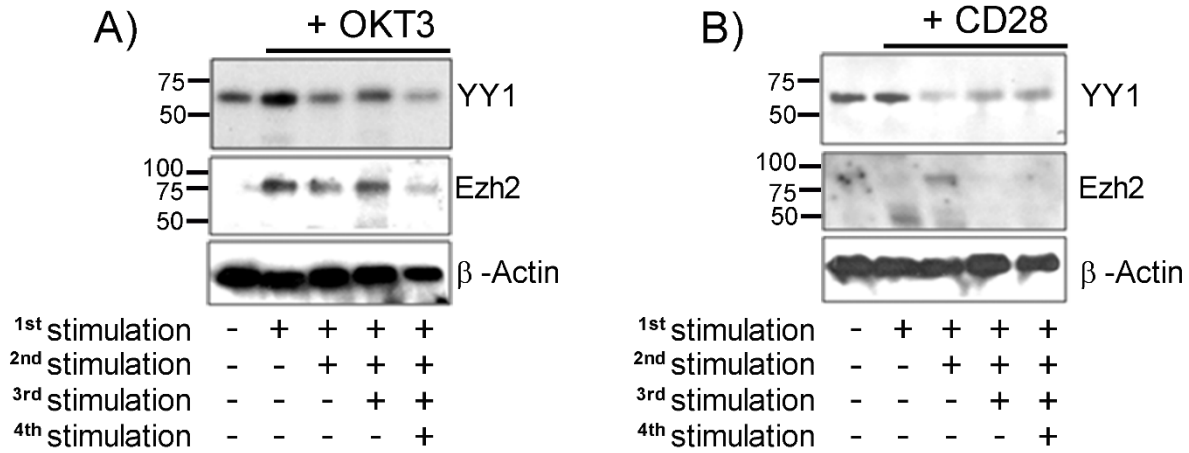 A)
+ OKT3
75
50
YY1
100
75
50
Ezh2
β -Actin
1st stimulation - + + + +
2nd stimulation - - + + +
3rd stimulation - - - + +
4th stimulation - - - - +
B)
+ CD28
75
50
YY1
100
75
50
Ezh2
β -Actin
1st stimulation - + + + +
2nd stimulation - - + + +
3rd stimulation - - - + +
4th stimulation - - - - +